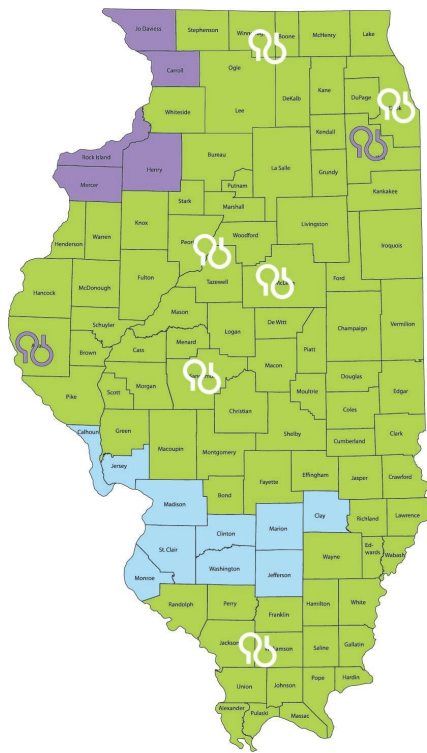 Jo Daviess
Stephenson
Boone
McHenry
Lake
Carroll
Ogle
Whiteside
Lee
DeKalb
Kane
DuPage
Kendall
Rock Island
Henry
Mercer
Bureau
La Salle
Grundy
Kankakee
Putnam
Stark
Marshall
Knox
Henderson
Warren
Woodford
Livingston
Iroquois
Fulton
Tazewell
Ford
Hancock
McDonough
Mason
Schuyler
Logan
De Witt
Champaign
Vermilion
Brown
Cass
Menard
Piatt
Macon
Douglas
Edgar
Scott
Morgan
Moultrie
Pike
Christian
Coles
Green
Shelby
Cumberland
Clark
Calhoun
Jersey
Macoupin
Montgomery
Effingham
Jasper
Crawford
Fayette
Madison
Bond
Clay
Richland
Lawrence
Marion
Clinton
St Clair
Wayne
Ed-
wards
Wabash
Washington
Jefferson
Monroe
Randolph
Perry
Hamilton
White
Franklin
Jackson
Saline
Gallatin
Union
Johnson
Pope
Hardin
Alexander
Pulaski
Massac